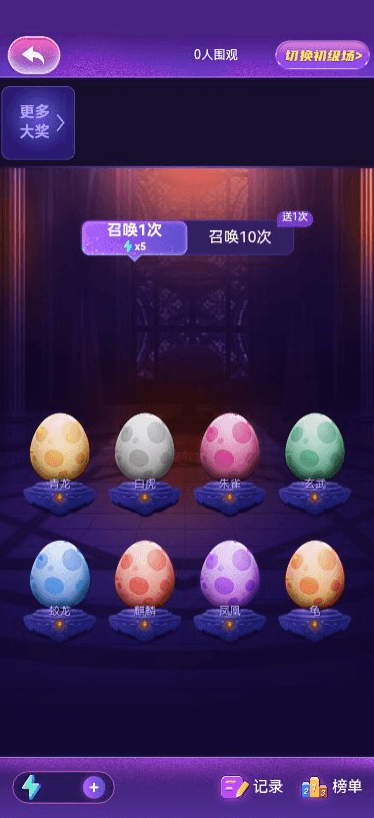 0人围观
切换初级场>
更多
大奖
送1次
召唤1次
召唤10次
x5
青龙
白虎
朱雀
玄武
蛟龙
麒麟
凤凰
龟
记录
榜单